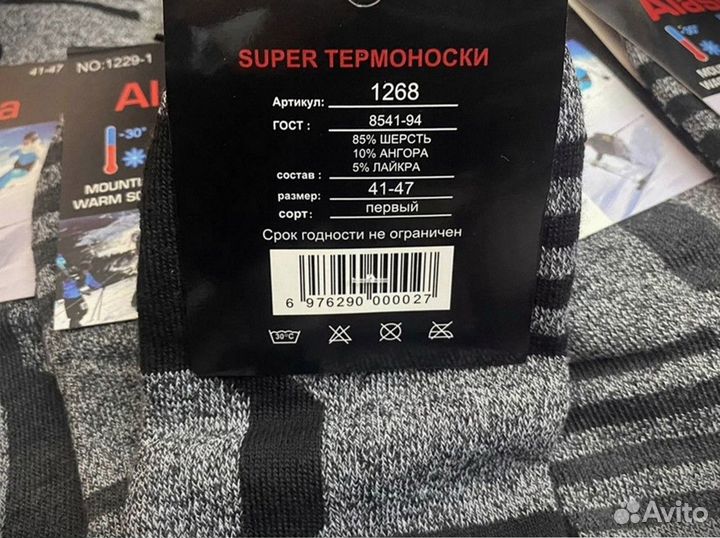 SUPER ТЕРМОНОСКИ
Артикул: 1268
ГОСТ : 8541-94
85% ШЕРСТЬ
10% АНГОРА
состав : 5% ЛАЙКРА
размер: 41-47
сорт: первый
Срок годности не ограничен
6 976290 000027
30°C
41-47 NO:1229-1
-30°
WARM
-30°
Avito